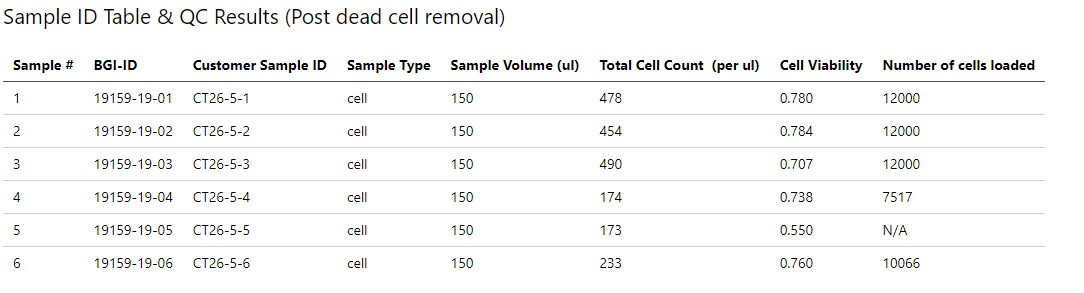 Sample ID Table & QC Results (Post dead cell removal)
Sample # BGI-ID Customer Sample ID Sample Type Sample Volume (ul) Total Cell Count (per ul) Cell Viability Number of cells loaded
1 19159-19-01 CT26-5-1 cell 150 478 0.780 12000
2 19159-19-02 CT26-5-2 cell 150 454 0.784 12000
3 19159-19-03 CT26-5-3 cell 150 490 0.707 12000
4 19159-19-04 CT26-5-4 cell 150 174 0.738 7517
5 19159-19-05 CT26-5-5 cell 150 173 0.550 N/A
6 19159-19-06 CT26-5-6 cell 150 233 0.760 10066